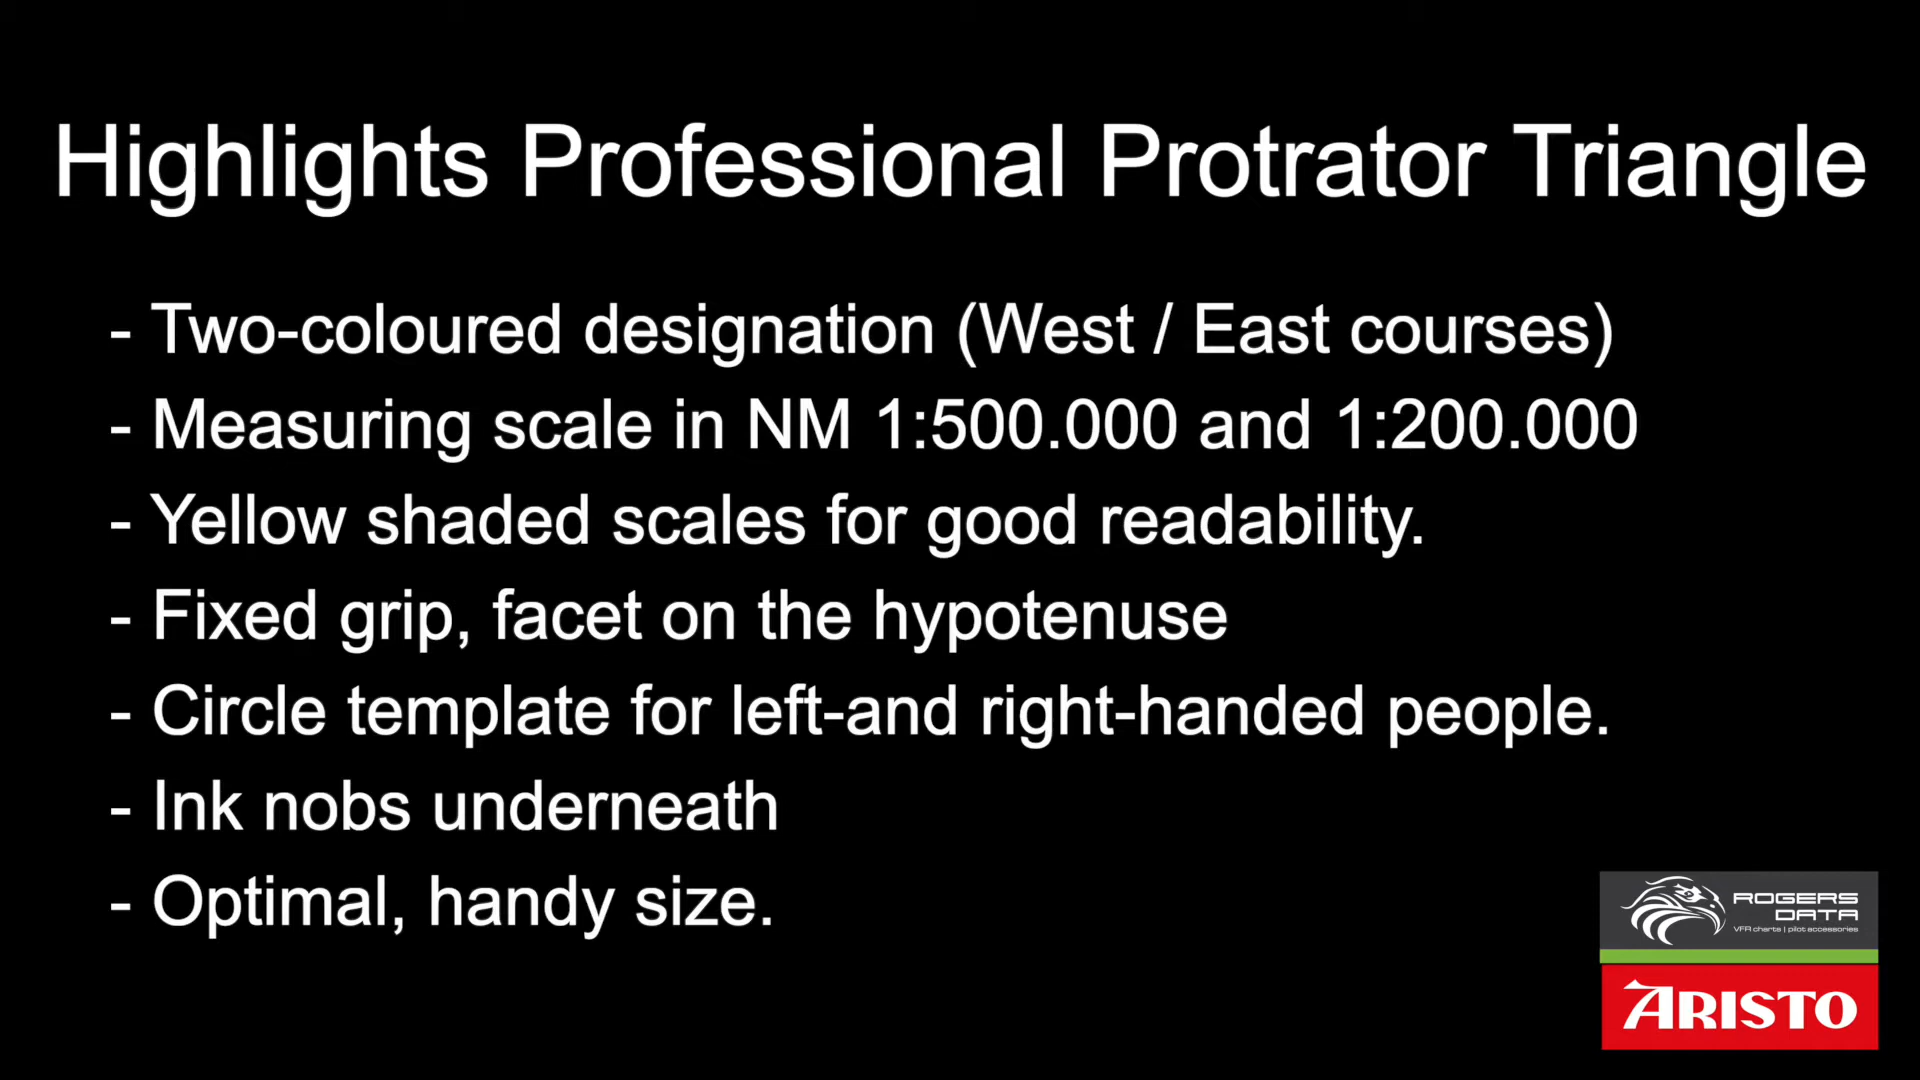 Highlights Professional Protrator Triangle
- Two-coloured designation (West / East courses)
- Measuring scale in NM 1:500.000 and 1:200.000
- Yellow shaded scales for good readability.
- Fixed grip, facet on the hypotenuse
- Circle template for left-and right-handed people.
- Ink nobs underneath
- Optimal, handy size.
ROGERS
DATA
VFR charts | pilot accessories
ARISTO